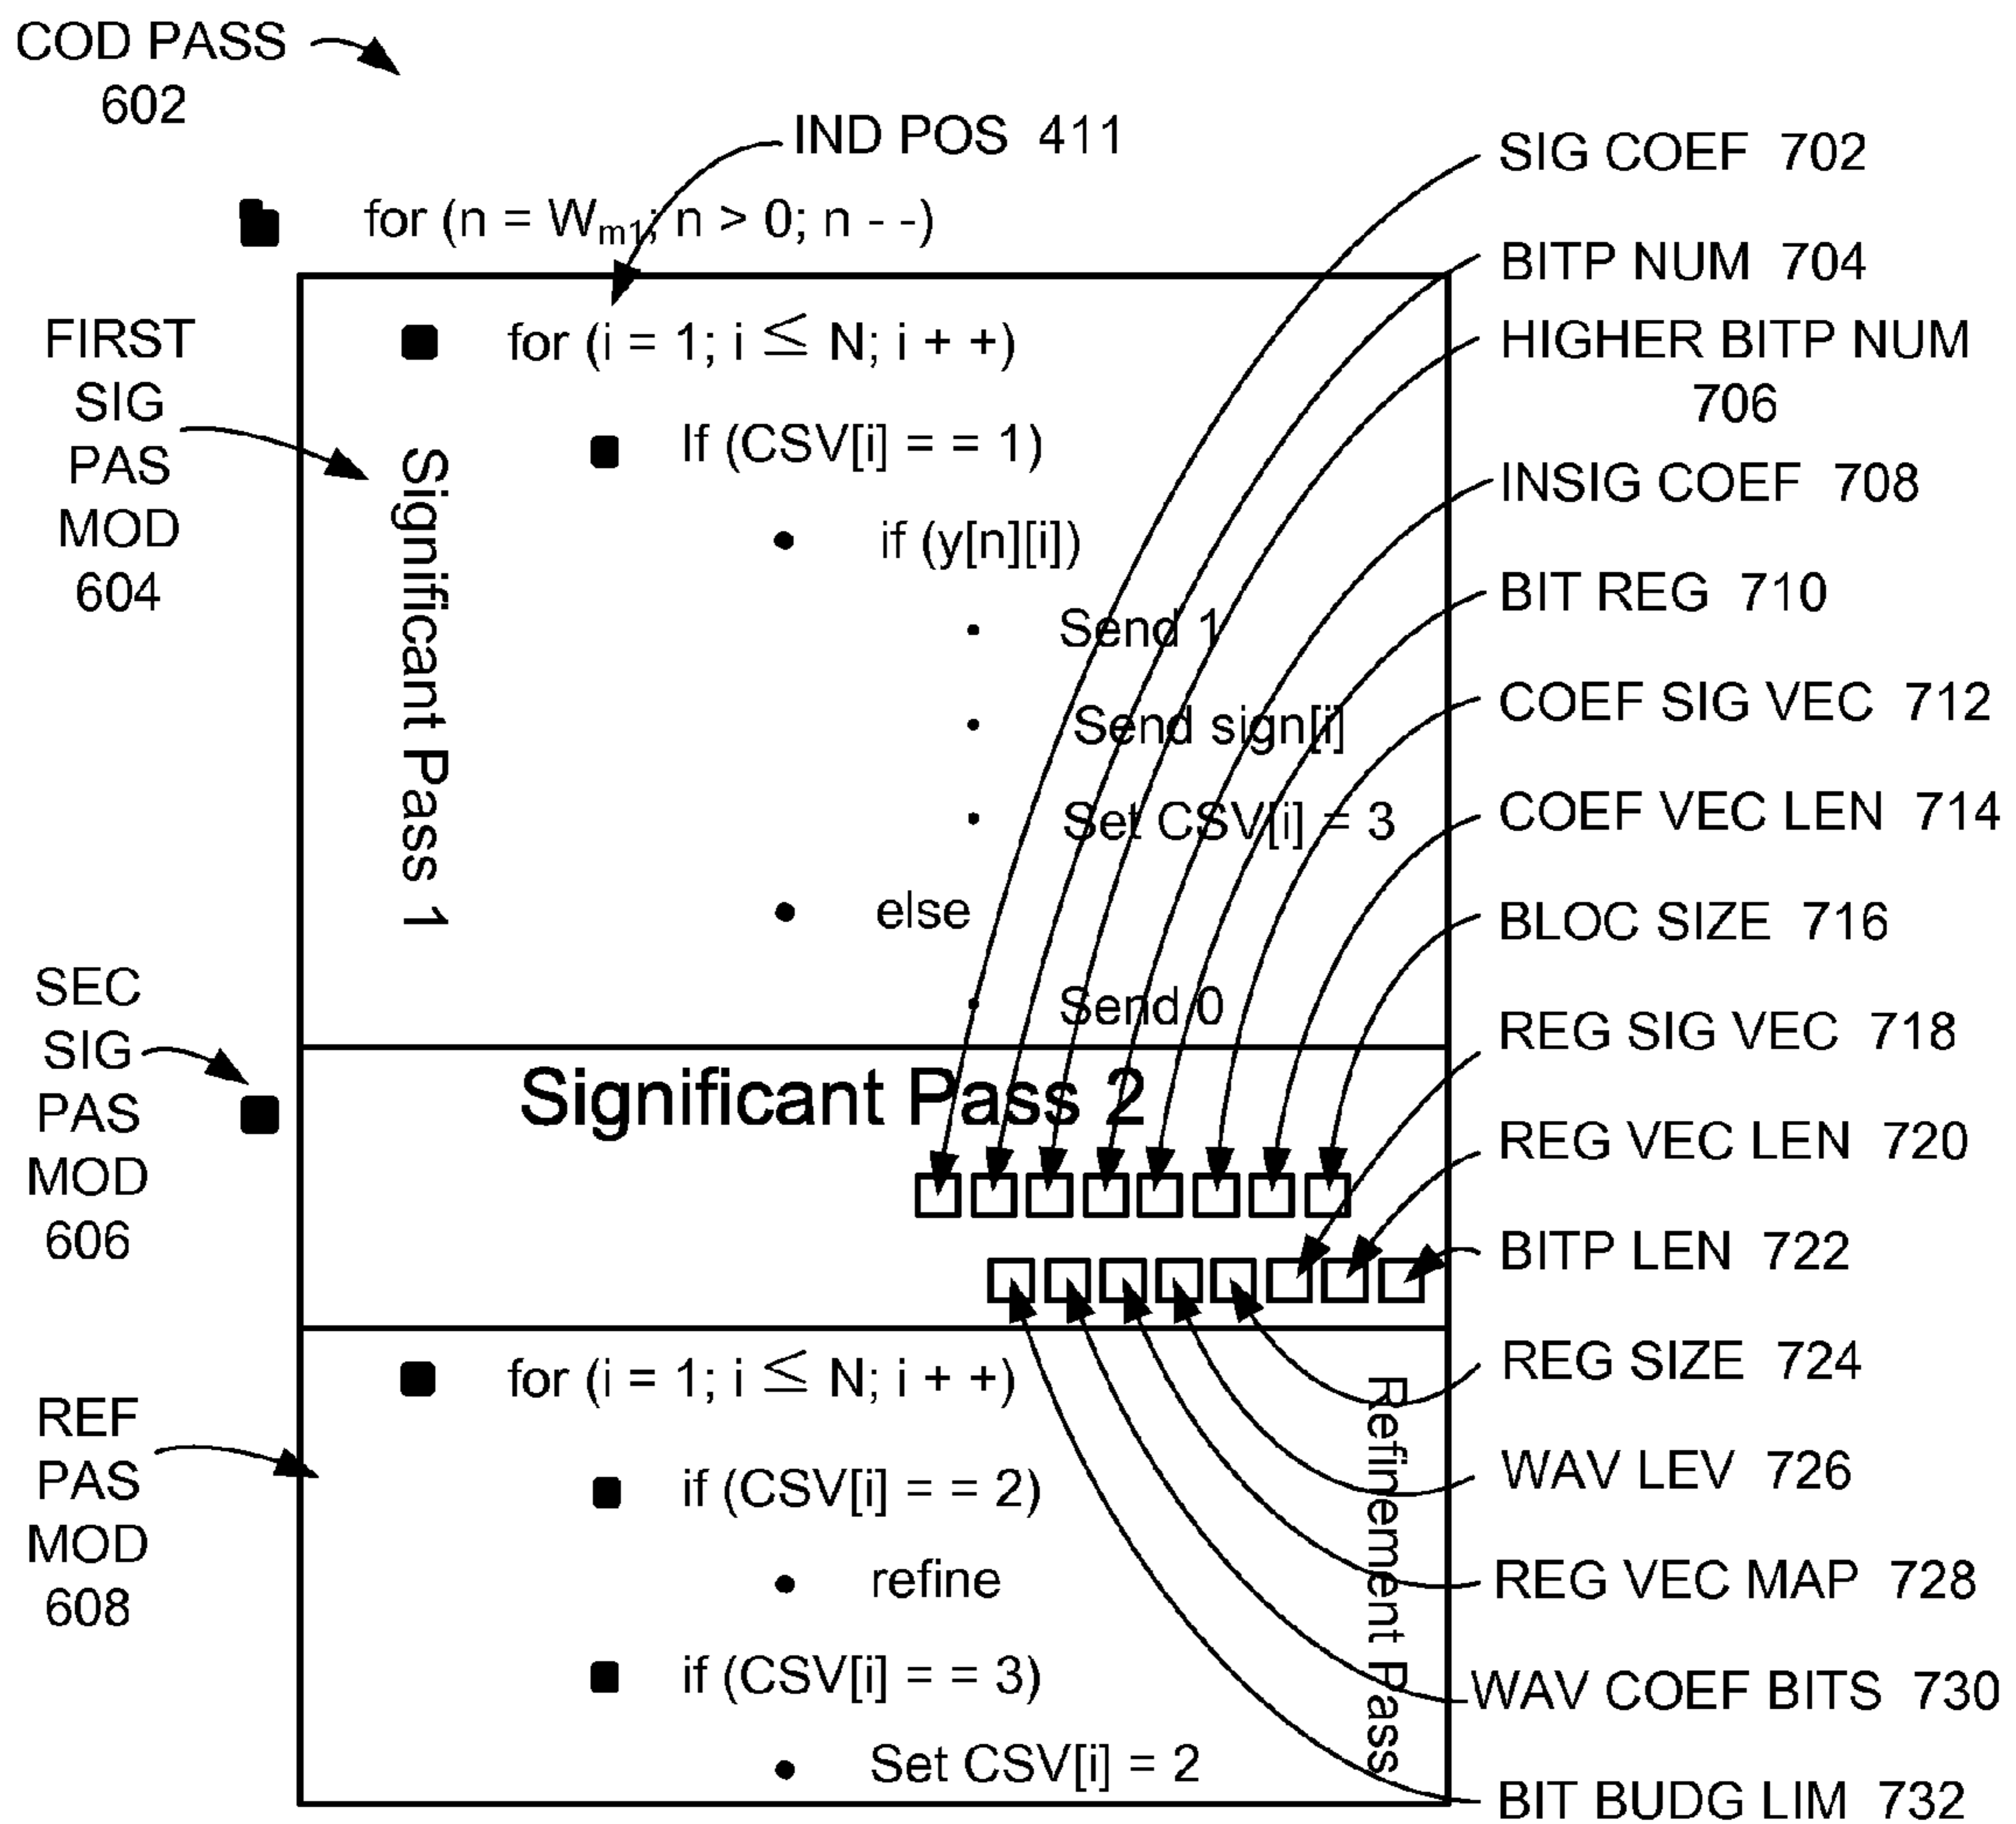 COD PASS
602
IND POS 411
for (n = Wm1; n > 0; n - -)
FIRST
SIG
PAS
MOD
604
Significant Pass 1
for (i = 1; i ≤ N; i + +)
If (CSV[i] = = 1)
if (y[n][i])
Send 1
Send sign[i]
Set CSV[i] = 3
else
Send 0
SEC
SIG
PAS
MOD
606
Significant Pass 2
REF
PAS
MOD
608
for (i = 1; i ≤ N; i + +)
if (CSV[i] = = 2)
refine
if (CSV[i] = = 3)
Set CSV[i] = 2
Refinement Pass
SIG COEF 702
BITP NUM 704
HIGHER BITP NUM
706
INSIG COEF 708
BIT REG 710
COEF SIG VEC 712
COEF VEC LEN 714
BLOC SIZE 716
REG SIG VEC 718
REG VEC LEN 720
BITP LEN 722
REG SIZE 724
WAV LEV 726
REG VEC MAP 728
WAV COEF BITS 730
BIT BUDG LIM 732